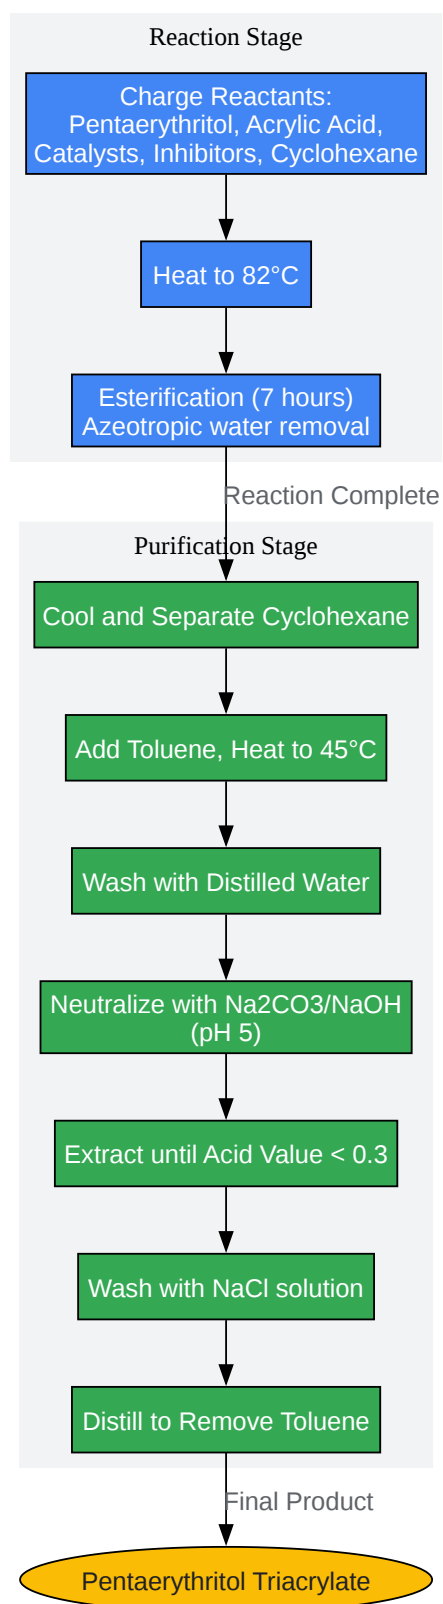 Reaction Stage
Charge Reactants:
Pentaerythritol, Acrylic Acid,
Catalysts, Inhibitors, Cyclohexane
Heat to 82°C
Esterification (7 hours)
Azeotropic water removal
Reaction Complete
Purification Stage
Cool and Separate Cyclohexane
Add Toluene, Heat to 45°C
Wash with Distilled Water
Neutralize with Na2CO3/NaOH
(pH 5)
Extract until Acid Value < 0.3
Wash with NaCl solution
Distill to Remove Toluene
Final Product
Pentaerythritol Triacrylate